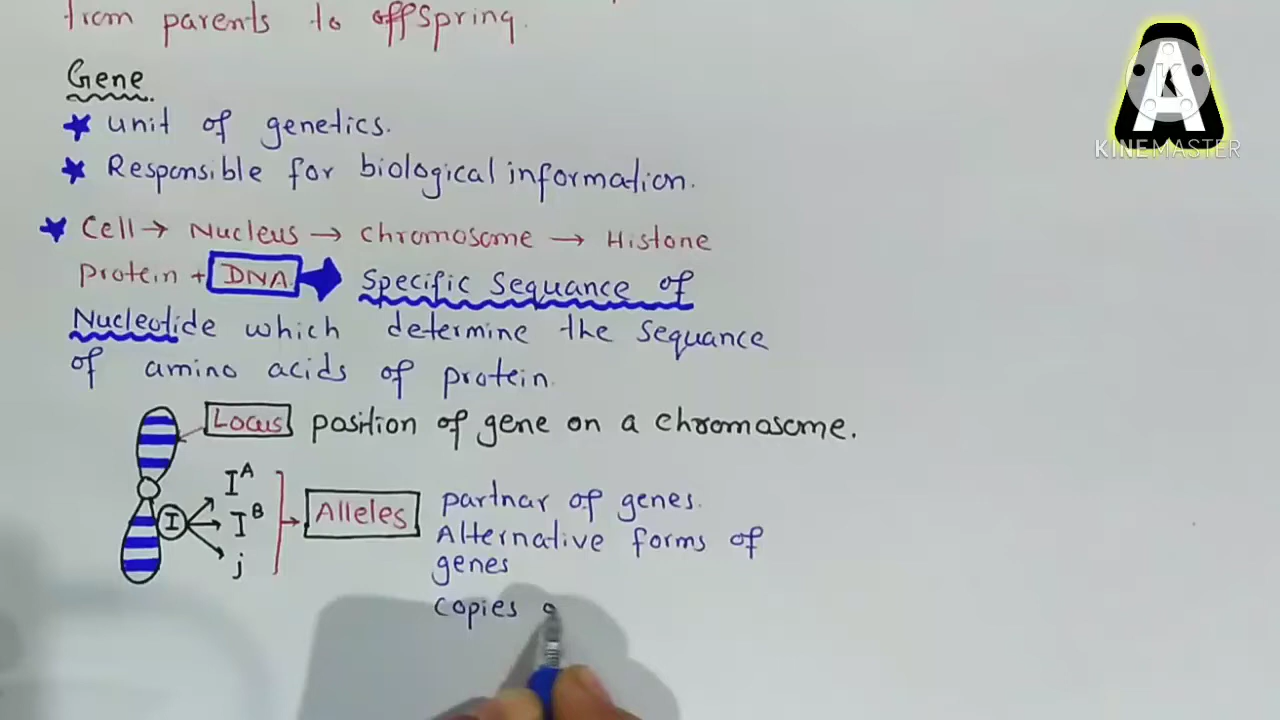 from parents to offspring.
Gene
unit of genetics.
Responsible for biological information.
Cell → Nucleus → chromosome → Histone
protein + DNA → Specific Sequance of
Nucleotide which determine the sequance
of amino acids of protein.
Locus position of gene on a chromosome.
I^A
I I^B
j
Alleles
partnar of genes.
Alternative forms of
genes
copies
A
K
KINEMASTER